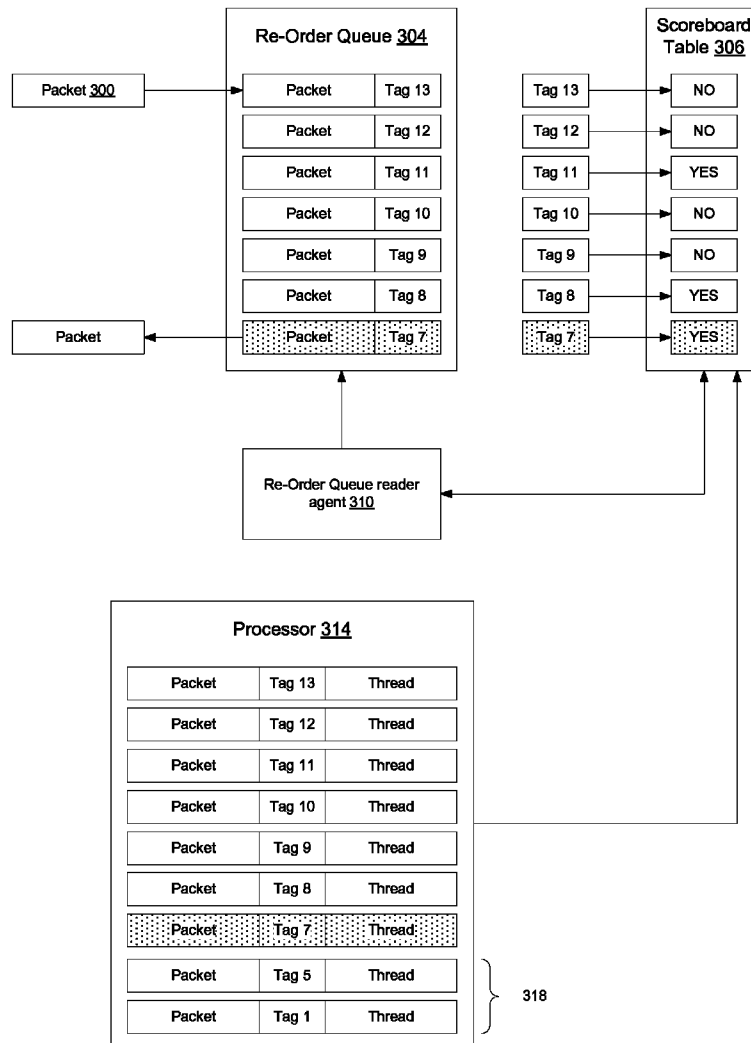 Re-Order Queue 304
Scoreboard
Table 306
Packet 300
Packet Tag 13
Tag 13 NO
Packet Tag 12
Tag 12 NO
Packet Tag 11
Tag 11 YES
Packet Tag 10
Tag 10 NO
Packet Tag 9
Tag 9 NO
Packet Tag 8
Tag 8 YES
Packet
Packet Tag 7
Tag 7 YES
Re-Order Queue reader
agent 310
Processor 314
Packet Tag 13 Thread
Packet Tag 12 Thread
Packet Tag 11 Thread
Packet Tag 10 Thread
Packet Tag 9 Thread
Packet Tag 8 Thread
Packet Tag 7 Thread
Packet Tag 5 Thread
Packet Tag 1 Thread
318